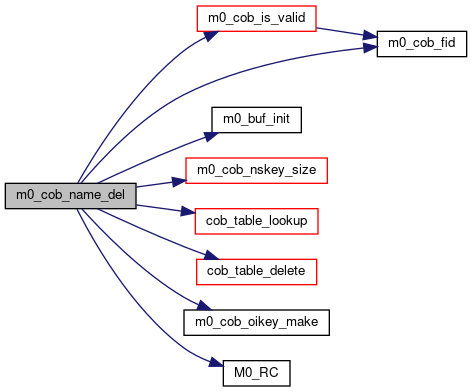 m0_cob_is_valid
m0_cob_fid
m0_buf_init
m0_cob_nskey_size
m0_cob_name_del
cob_table_lookup
cob_table_delete
m0_cob_oikey_make
M0_RC